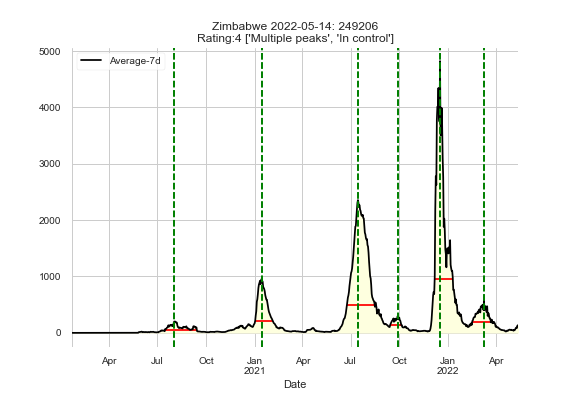 Zimbabwe 2022-05-14: 249206
Rating:4 ['Multiple peaks', 'In control']
Average-7d
5000
4000
3000
2000
1000
0
Apr Jul Oct Jan Apr Jul Oct Jan Apr
2021 2022
Date